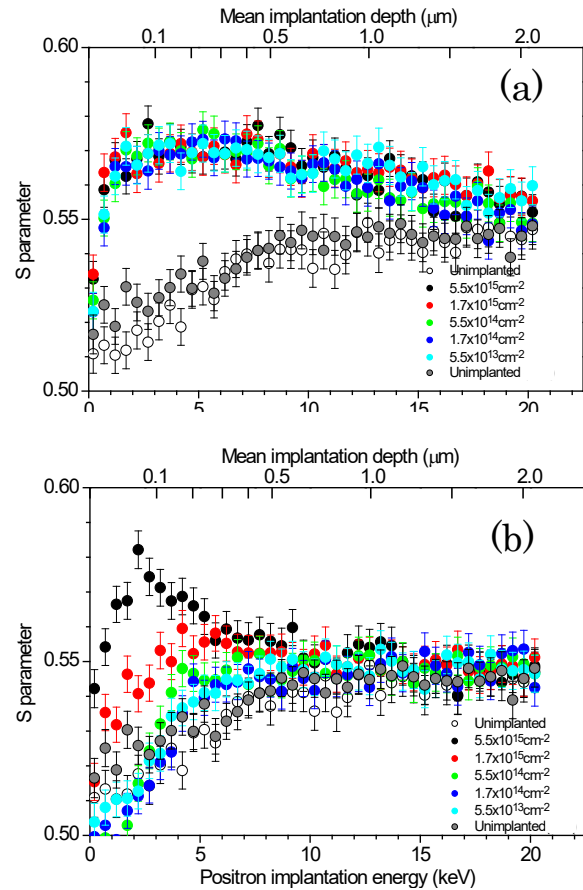 Mean implantation depth (μm)
0.1 0.5 1.0 2.0
0.60
(a)
S parameter
0.55
Unimplanted
5.5x10¹⁵cm⁻²
1.7x10¹⁵cm⁻²
5.5x10¹⁴cm⁻²
1.7x10¹⁴cm⁻²
5.5x10¹³cm⁻²
Unimplanted
0.50
0 5 10 15 20
Mean implantation depth (μm)
0.1 0.5 1.0 2.0
0.60
(b)
S parameter
0.55
Unimplanted
5.5x10¹⁵cm⁻²
1.7x10¹⁵cm⁻²
5.5x10¹⁴cm⁻²
1.7x10¹⁴cm⁻²
5.5x10¹³cm⁻²
Unimplanted
0.50
0 5 10 15 20
Positron implantation energy (keV)